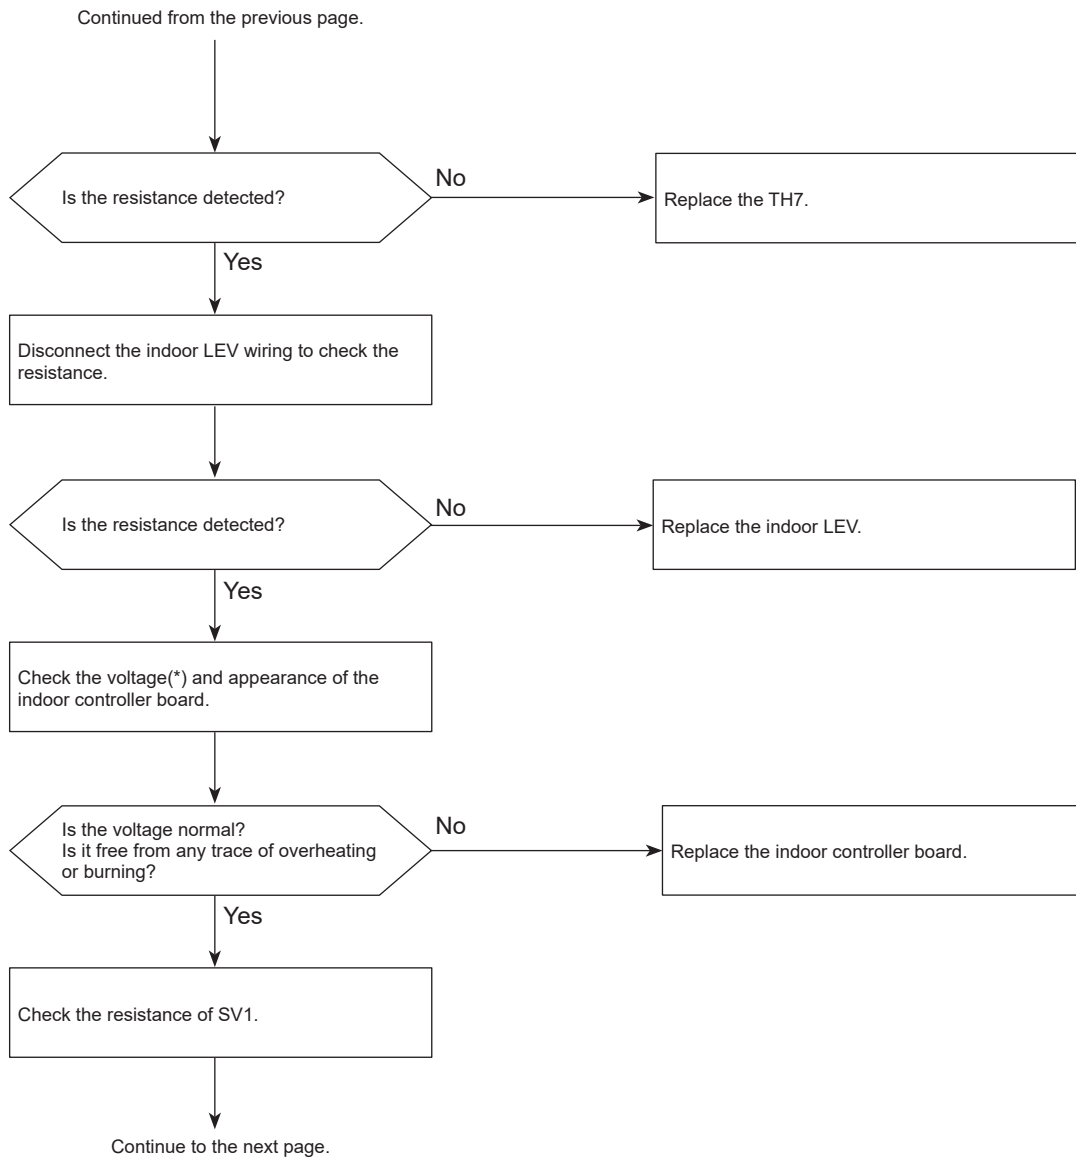 Continued from the previous page.
Is the resistance detected?
No
Replace the TH7.
Yes
Disconnect the indoor LEV wiring to check the
resistance.
Is the resistance detected?
No
Replace the indoor LEV.
Yes
Check the voltage(*) and appearance of the
indoor controller board.
Is the voltage normal?
Is it free from any trace of overheating
or burning?
No
Replace the indoor controller board.
Yes
Check the resistance of SV1.
Continue to the next page.